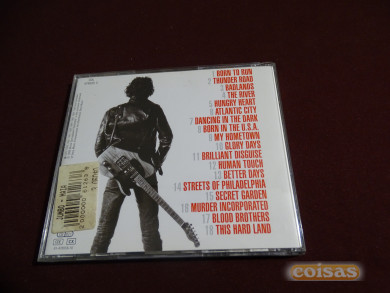 1 BORN TO RUN
2 THUNDER ROAD
3 BADLANDS
4 THE RIVER
5 HUNGRY HEART
6 ATLANTIC CITY
7 DANCING IN THE DARK
8 BORN IN THE U.S.A.
9 MY HOMETOWN
10 GLORY DAYS
11 BRILLIANT DISGUISE
12 HUMAN TOUCH
13 BETTER DAYS
14 STREETS OF PHILADELPHIA
15 SECRET GARDEN
16 MURDER INCORPORATED
17 BLOOD BROTHERS
18 THIS HARD LAND
coisas